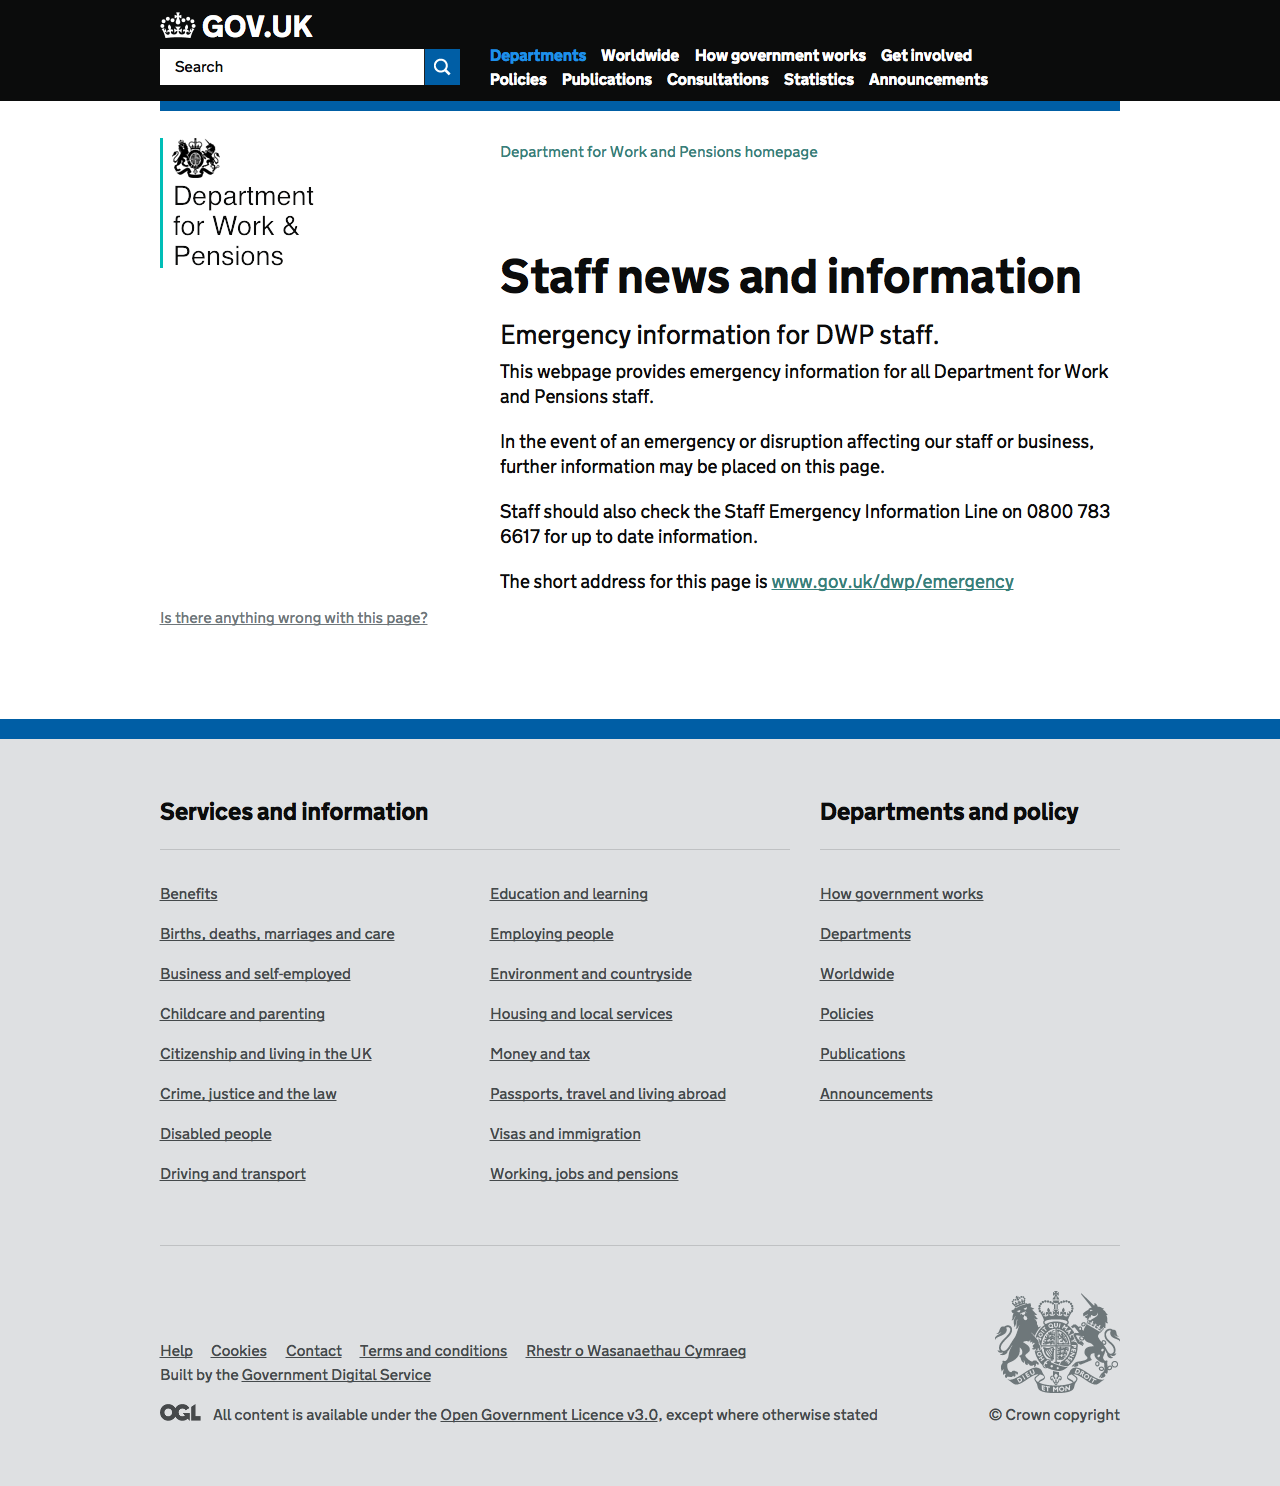 GOV.UK
Search
Departments Worldwide How government works Get involved
Policies Publications Consultations Statistics Announcements
Department
for Work &
Pensions
Department for Work and Pensions homepage
Staff news and information
Emergency information for DWP staff.
This webpage provides emergency information for all Department for Work
and Pensions staff.
In the event of an emergency or disruption affecting our staff or business,
further information may be placed on this page.
Staff should also check the Staff Emergency Information Line on 0800 783
6617 for up to date information.
The short address for this page is www.gov.uk/dwp/emergency
Is there anything wrong with this page?
Services and information
Benefits
Births, deaths, marriages and care
Business and self-employed
Childcare and parenting
Citizenship and living in the UK
Crime, justice and the law
Disabled people
Driving and transport
Education and learning
Employing people
Environment and countryside
Housing and local services
Money and tax
Passports, travel and living abroad
Visas and immigration
Working, jobs and pensions
Departments and policy
How government works
Departments
Worldwide
Policies
Publications
Announcements
Help Cookies Contact Terms and conditions Rhestr o Wasanaethau Cymraeg
Built by the Government Digital Service
OGL All content is available under the Open Government Licence v3.0, except where otherwise stated
DIEU ET MON DROIT
© Crown copyright